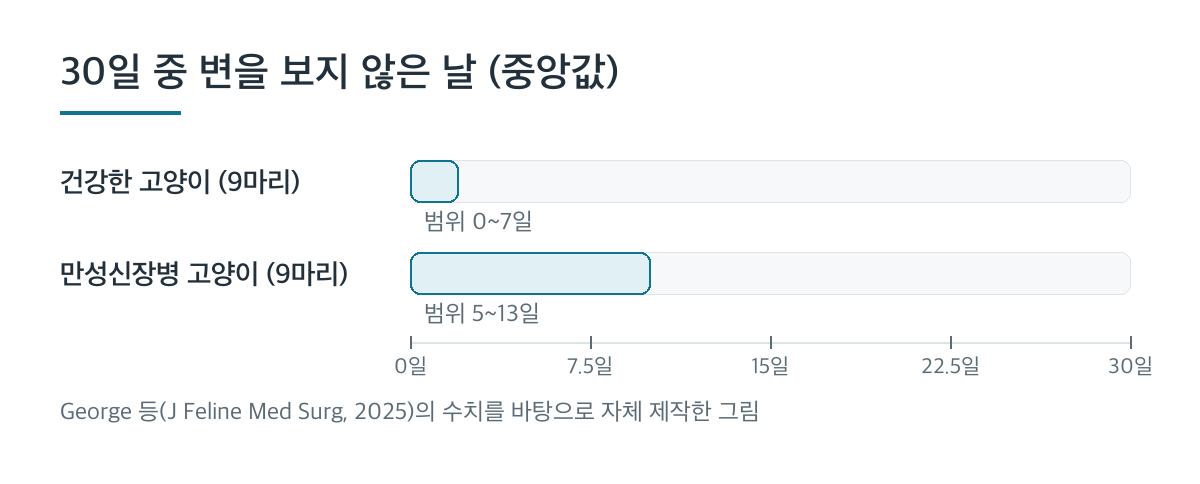 30일 중 변을 보지 않은 날 (중앙값)
건강한 고양이 (9마리)
범위 0~7일
만성신장병 고양이 (9마리)
범위 5~13일
0일 7.5일 15일 22.5일 30일
George 등(J Feline Med Surg, 2025)의 수치를 바탕으로 자체 제작한 그림